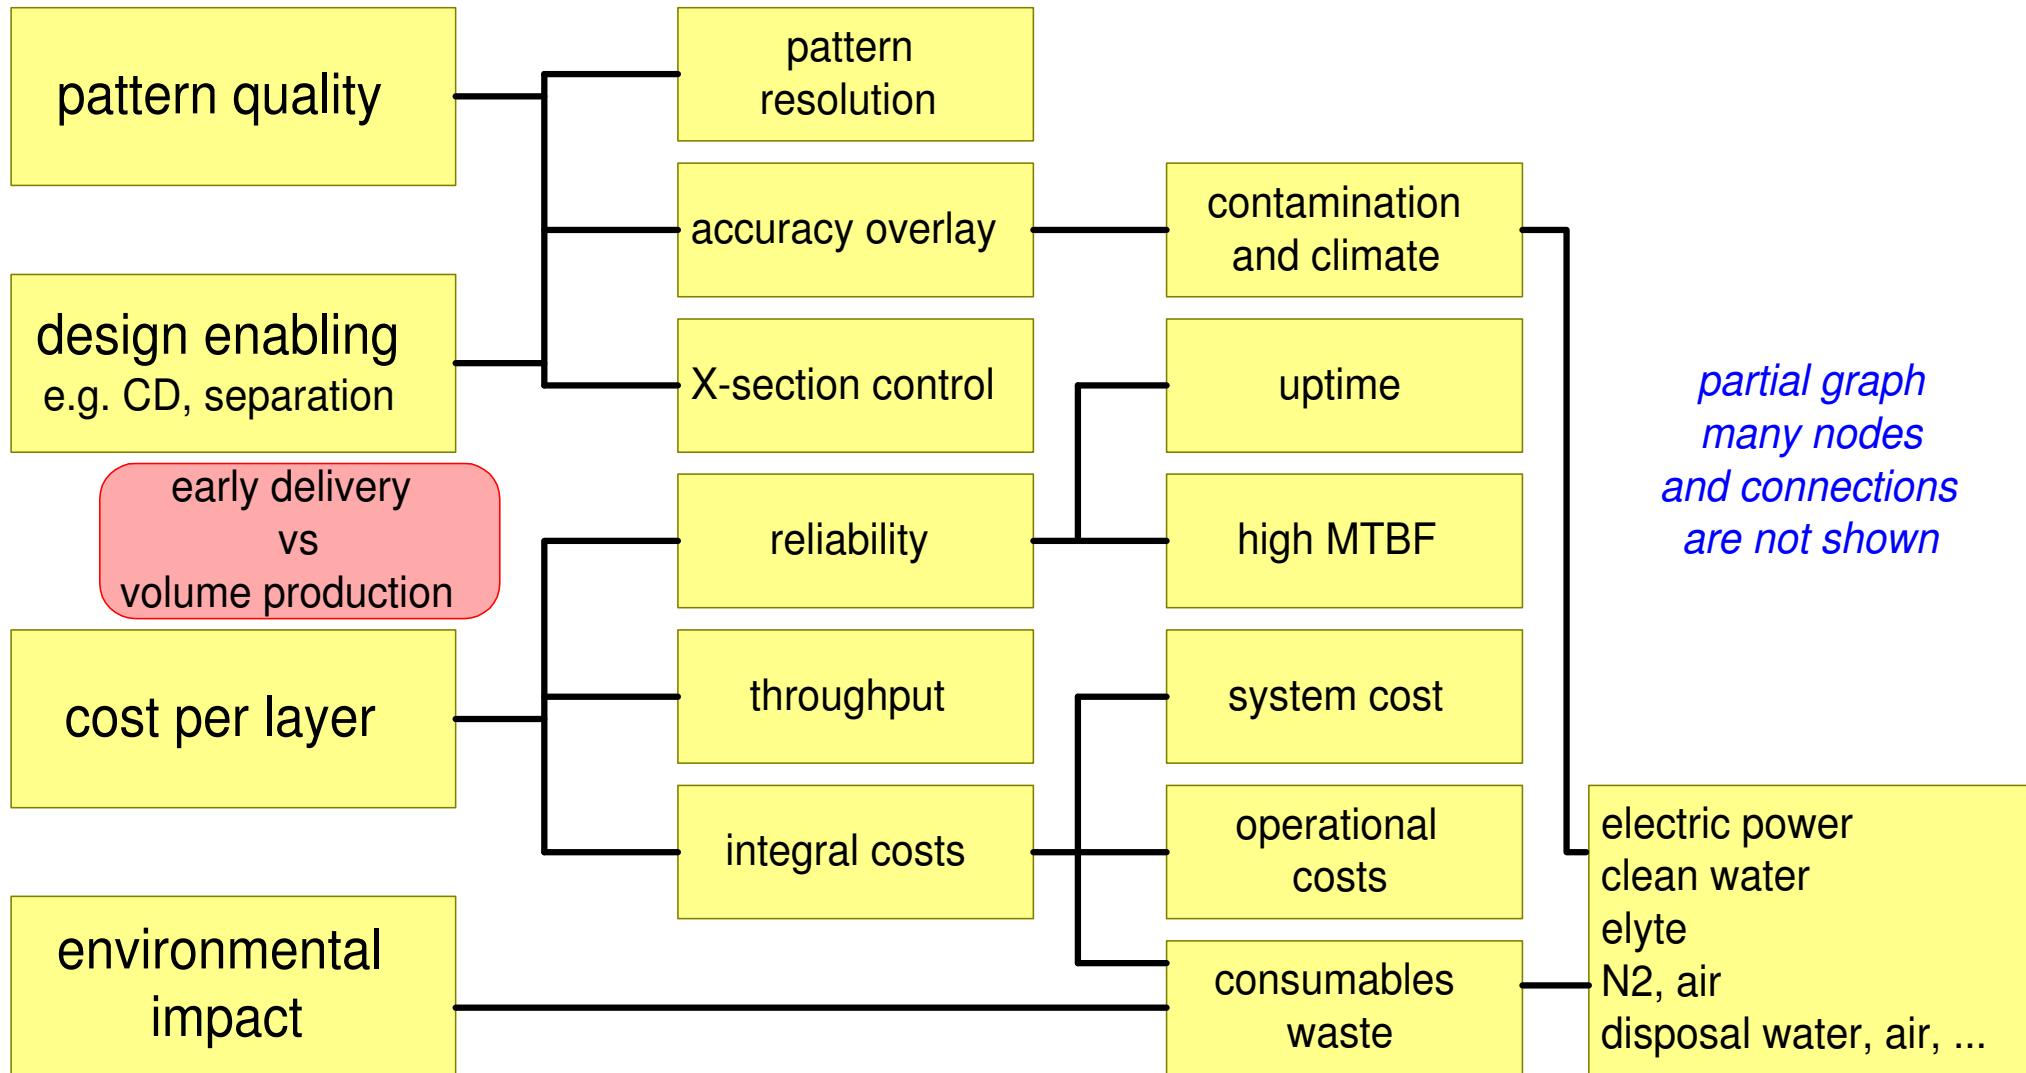 pattern quality
design enabling
e.g. CD, separation
early delivery
vs
volume production
cost per layer
environmental
impact
pattern
resolution
accuracy overlay
X-section control
reliability
throughput
integral costs
contamination
and climate
uptime
high MTBF
system cost
operational
costs
consumables
waste
partial graph
many nodes
and connections
are not shown
electric power
clean water
elyte
N2, air
disposal water, air, ...